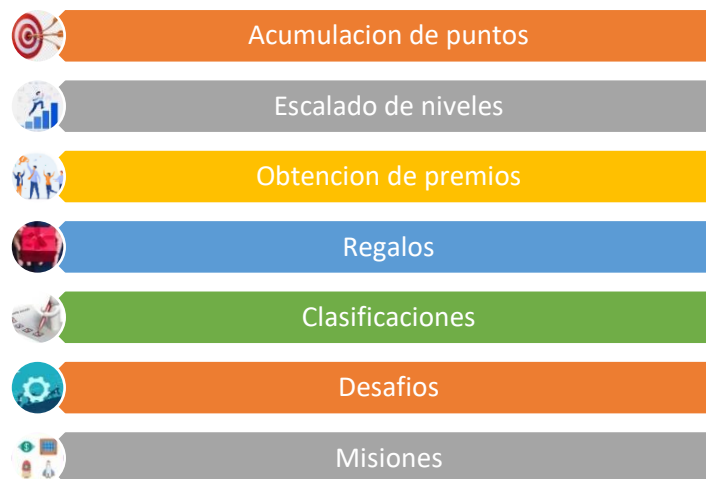 Acumulacion de puntos
Escalado de niveles
Obtencion de premios
Regalos
Clasificaciones
Desafios
Misiones